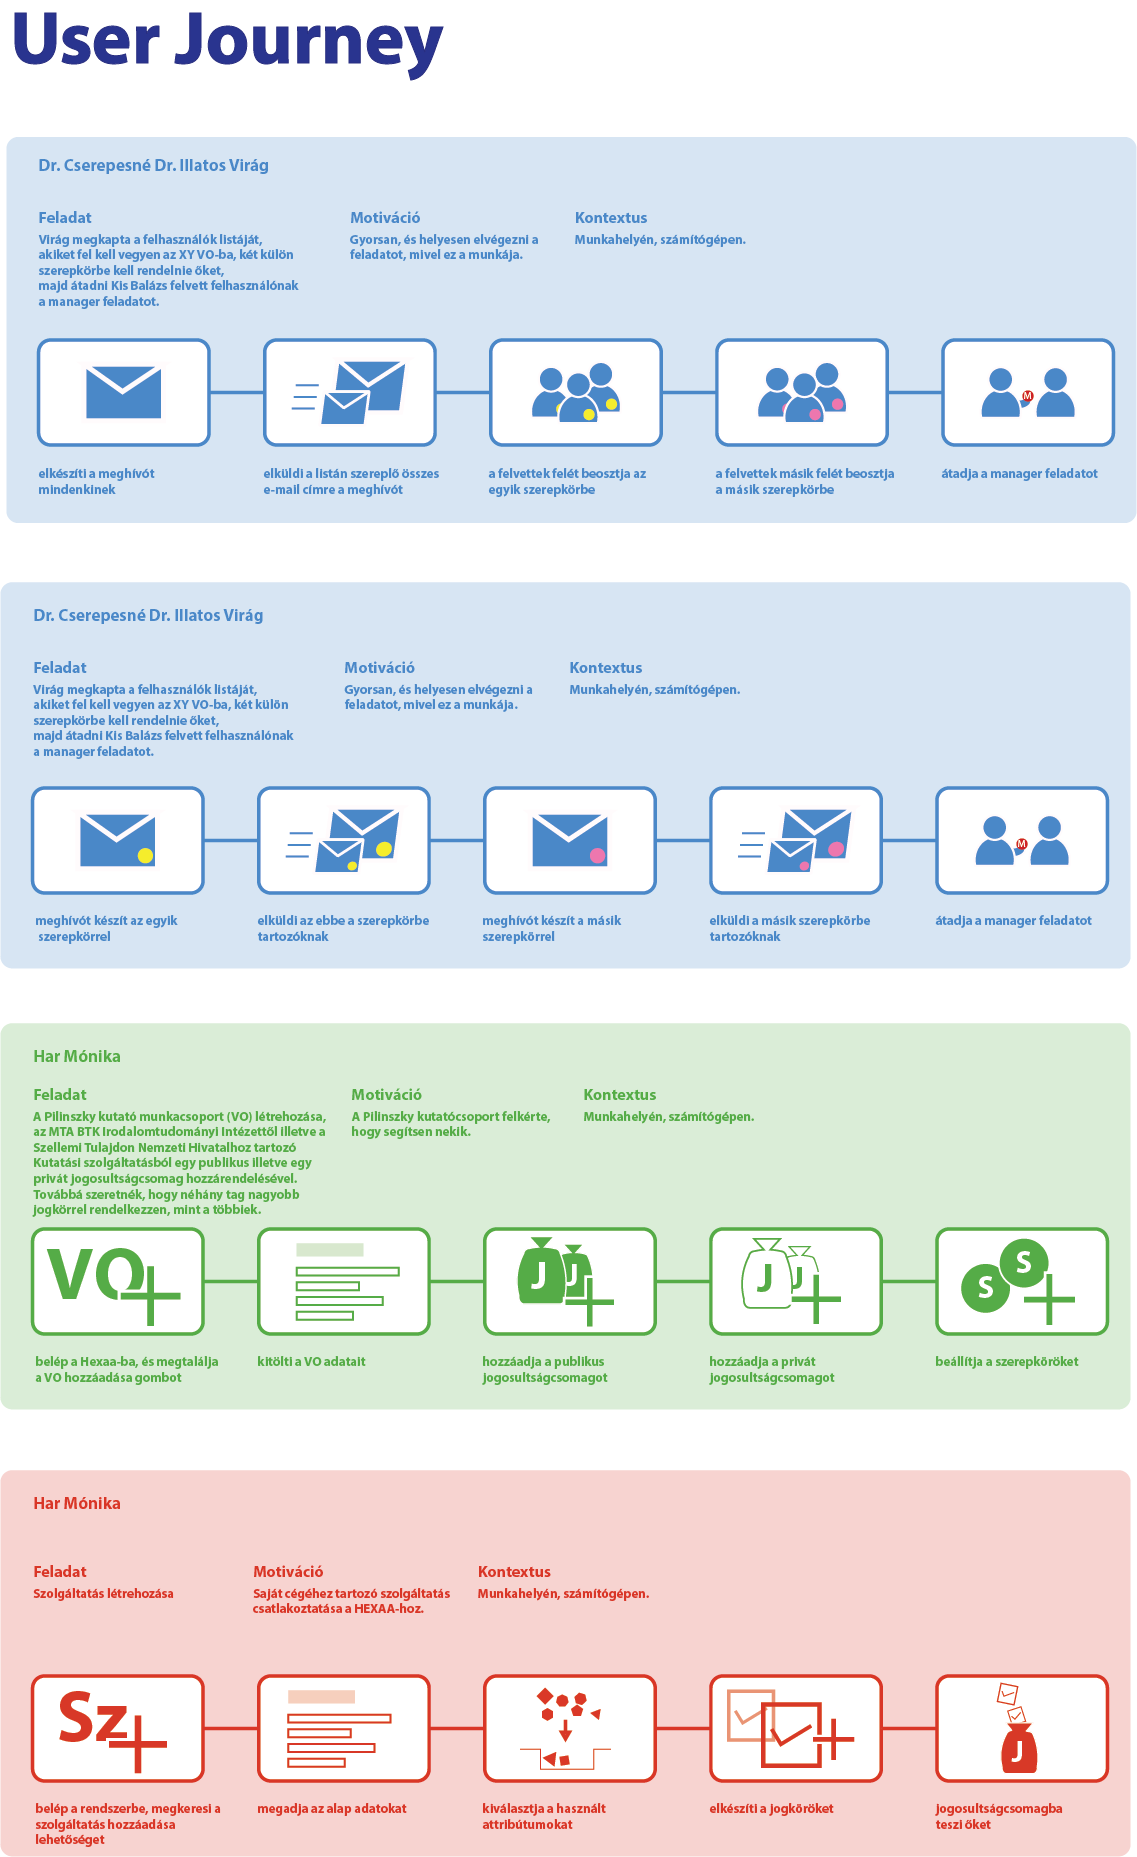 User Journey
Dr. Cserepesné Dr. Illatos Virág
Feladat
Virág megkapta a felhasználók listáját,
akiket fel kell vegyen az XY VO-ba, két külön
szerepkörbe kell rendelnie őket,
majd átadni Kis Balázs felvett felhasználónak
a manager feladatot.
Motiváció
Gyorsan, és helyesen elvégezni a
feladatot, mivel ez a munkája.
Kontextus
Munkahelyén, számítógépen.
M
elkészíti a meghívót
mindenkinek
elküldi a listán szereplő összes
e-mail címre a meghívót
a felvettek felét beosztja az
egyik szerepkörbe
a felvettek másik felét beosztja
a másik szerepkörbe
átadja a manager feladatot
Dr. Cserepesné Dr. Illatos Virág
Feladat
Virág megkapta a felhasználók listáját,
akiket fel kell vegyen az XY VO-ba, két külön
szerepkörbe kell rendelnie őket,
majd átadni Kis Balázs felvett felhasználónak
a manager feladatot.
Motiváció
Gyorsan, és helyesen elvégezni a
feladatot, mivel ez a munkája.
Kontextus
Munkahelyén, számítógépen.
M
meghívót készít az egyik
szerepkörrel
elküldi az ebbe a szerepkörbe
tartozóknak
meghívót készít a másik
szerepkörrel
elküldi a másik szerepkörbe
tartozóknak
átadja a manager feladatot
Har Mónika
Feladat
A Pilinszky kutató munkacsoport (VO) létrehozása,
az MTA BTK Irodalomtudományi Intézettől illetve a
Szellemi Tulajdon Nemzeti Hivatalhoz tartozó
Kutatási szolgáltatásból egy publikus illetve egy
privát jogosultságcsomag hozzárendelésével.
Továbbá szeretnék, hogy néhány tag nagyobb
jogkörrel rendelkezzen, mint a többiek.
Motiváció
A Pilinszky kutatócsoport felkérte,
hogy segítsen nekik.
Kontextus
Munkahelyén, számítógépen.
VO
J J
J J
S S
belép a Hexaa-ba, és megtalálja
a VO hozzáadása gombot
kitölti a VO adatait
hozzáadja a publikus
jogosultságcsomagot
hozzáadja a privát
jogosultságcsomagot
beállítja a szerepköröket
Har Mónika
Feladat
Szolgáltatás létrehozása
Motiváció
Saját cégéhez tartozó szolgáltatás
csatlakoztatása a HEXAA-hoz.
Kontextus
Munkahelyén, számítógépen.
Sz
J
belép a rendszerbe, megkeresi a
szolgáltatás hozzáadása
lehetőséget
megadja az alap adatokat
kiválasztja a használt
attribútumokat
elkészíti a jogköröket
jogosultságcsomagba
teszi őket